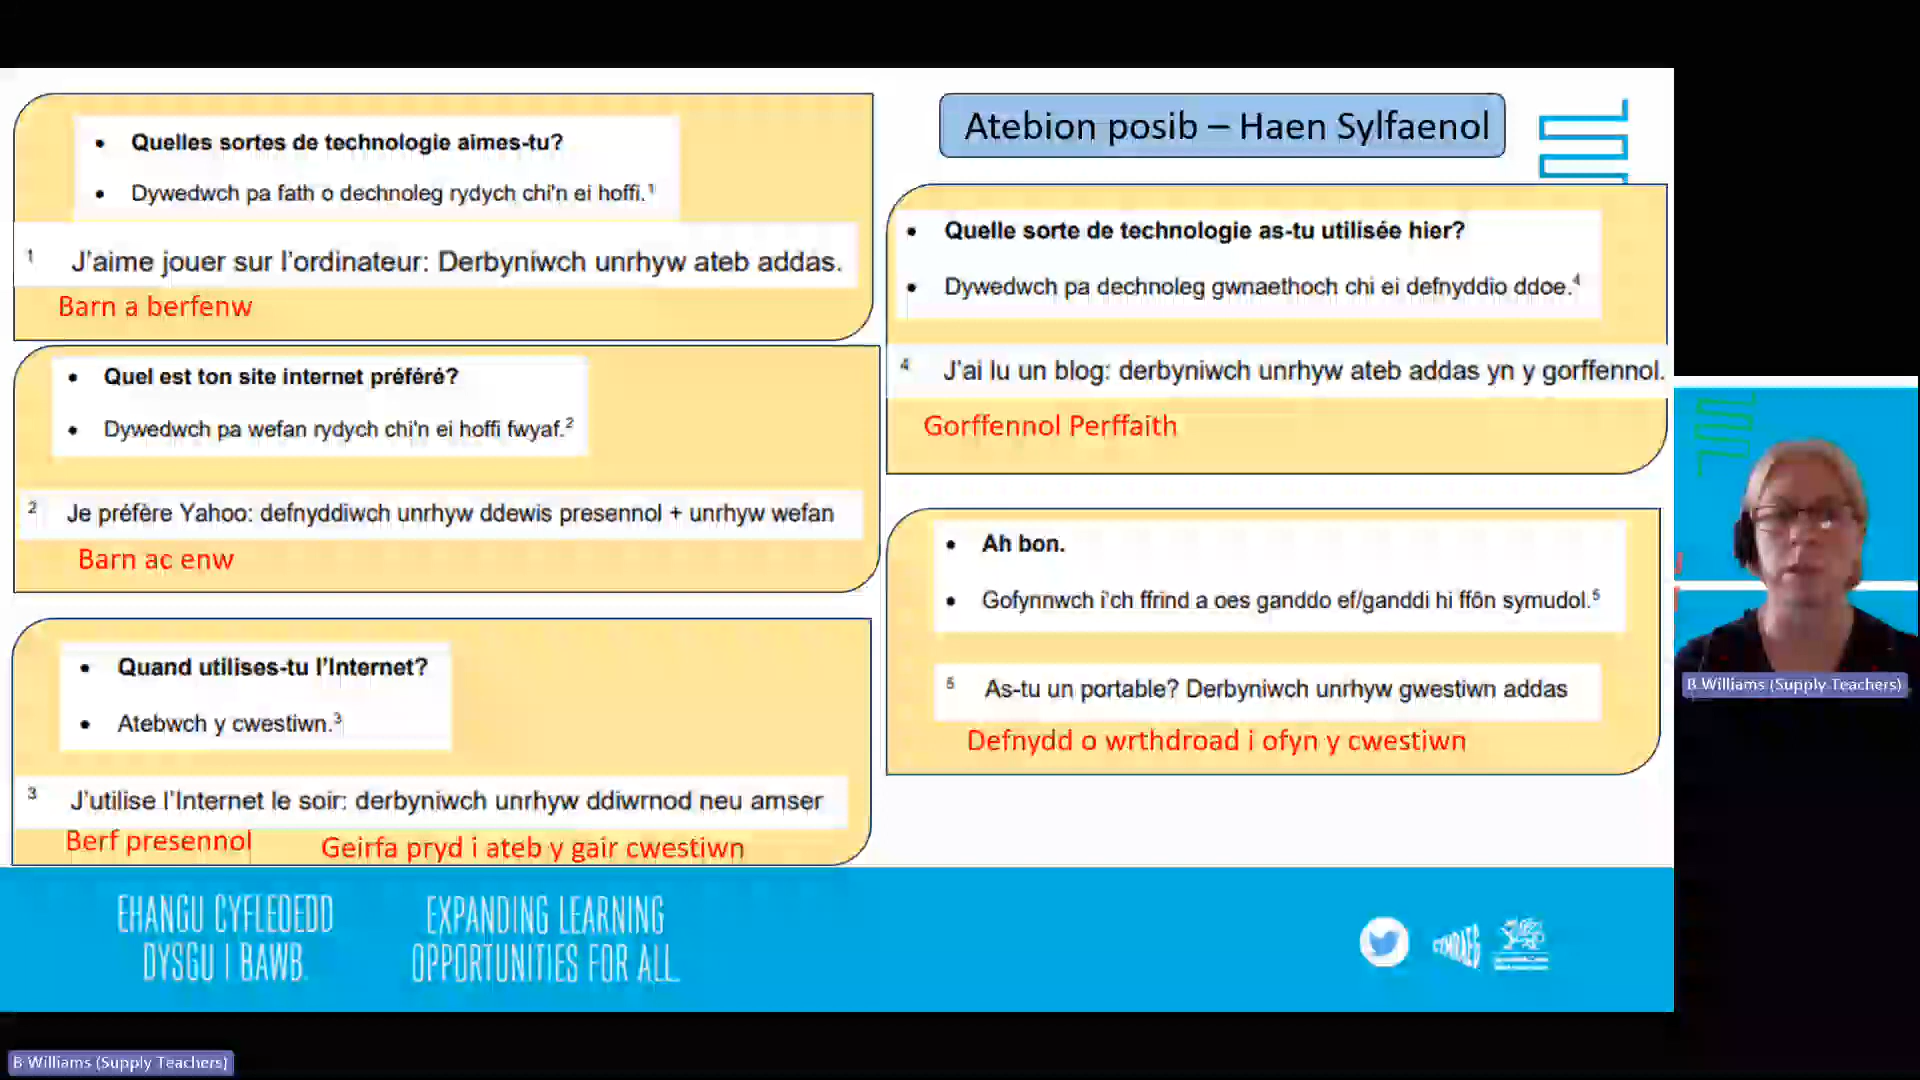 • Quelles sortes de technologie aimes-tu?
• Dywedwch pa fath o dechnoleg rydych chi'n ei hoffi.¹
¹ J'aime jouer sur l'ordinateur: Derbyniwch unrhyw ateb addas.
Barn a berfenw
• Quel est ton site internet préféré?
• Dywedwch pa wefan rydych chi'n ei hoffi fwyaf.²
² Je préfère Yahoo: defnyddiwch unrhyw ddewis presennol + unrhyw wefan
Barn ac enw
• Quand utilises-tu l'Internet?
• Atebwch y cwestiwn.³
³ J'utilise l'Internet le soir: derbyniwch unrhyw ddiwrnod neu amser
Berf presennol
Geirfa pryd i ateb y gair cwestiwn
Atebion posib – Haen Sylfaenol
• Quelle sorte de technologie as-tu utilisée hier?
• Dywedwch pa dechnoleg gwnaethoch chi ei defnyddio ddoe.⁴
⁴ J'ai lu un blog: derbyniwch unrhyw ateb addas yn y gorffennol.
Gorffennol Perffaith
• Ah bon.
• Gofynnwch i'ch ffrind a oes ganddo ef/ganddi hi ffôn symudol.⁵
⁵ As-tu un portable? Derbyniwch unrhyw gwestiwn addas
Defnydd o wrthdroad i ofyn y cwestiwn
B Williams (Supply Teachers)
EHANGU CYFLEOEDD
DYSGU I BAWB.
EXPANDING LEARNING
OPPORTUNITIES FOR ALL.
CYMRAEG
B Williams (Supply Teachers)